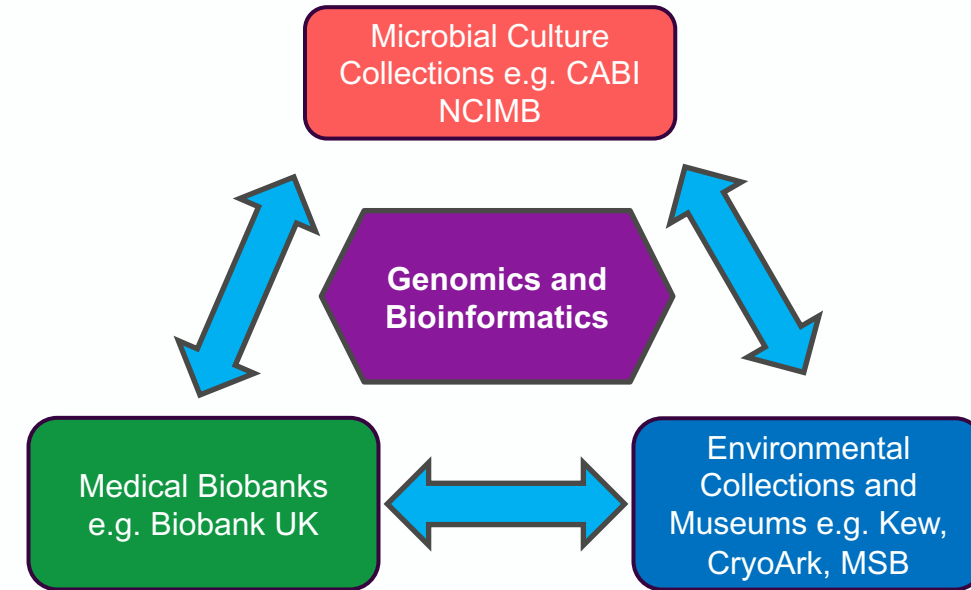 Microbial Culture
Collections e.g. CABI
NCIMB
Genomics and
Bioinformatics
Medical Biobanks
e.g. Biobank UK
Environmental
Collections and
Museums e.g. Kew,
CryoArk, MSB